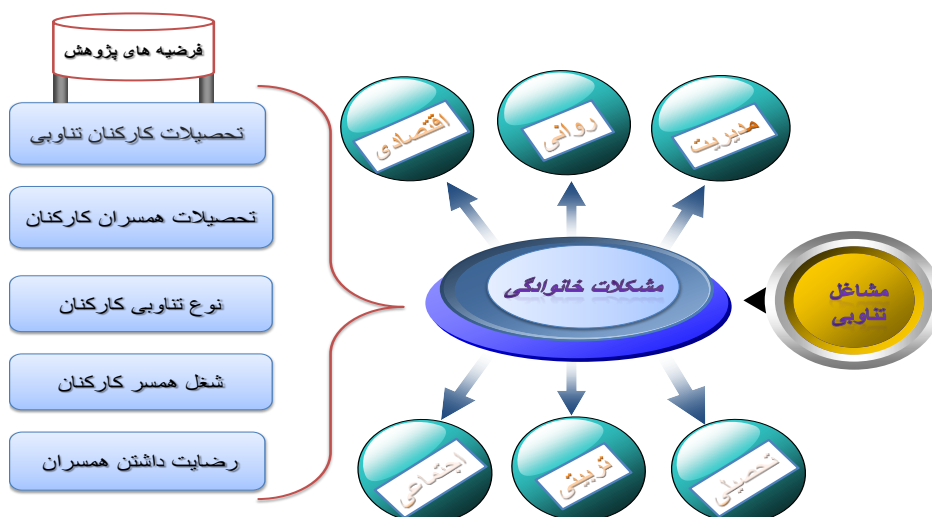 فرضیه های پژوهش
تحصیلات کارکنان تناوبی
تحصیلات همسران کارکنان
نوع تناوبی کارکنان
شغل همسر کارکنان
رضایت داشتن همسران
مدیریت
روانی
اقتصادی
مشکلات خانوادگی
مشاغل
تناوبی
تحصیلی
تربیتی
اجتماعی